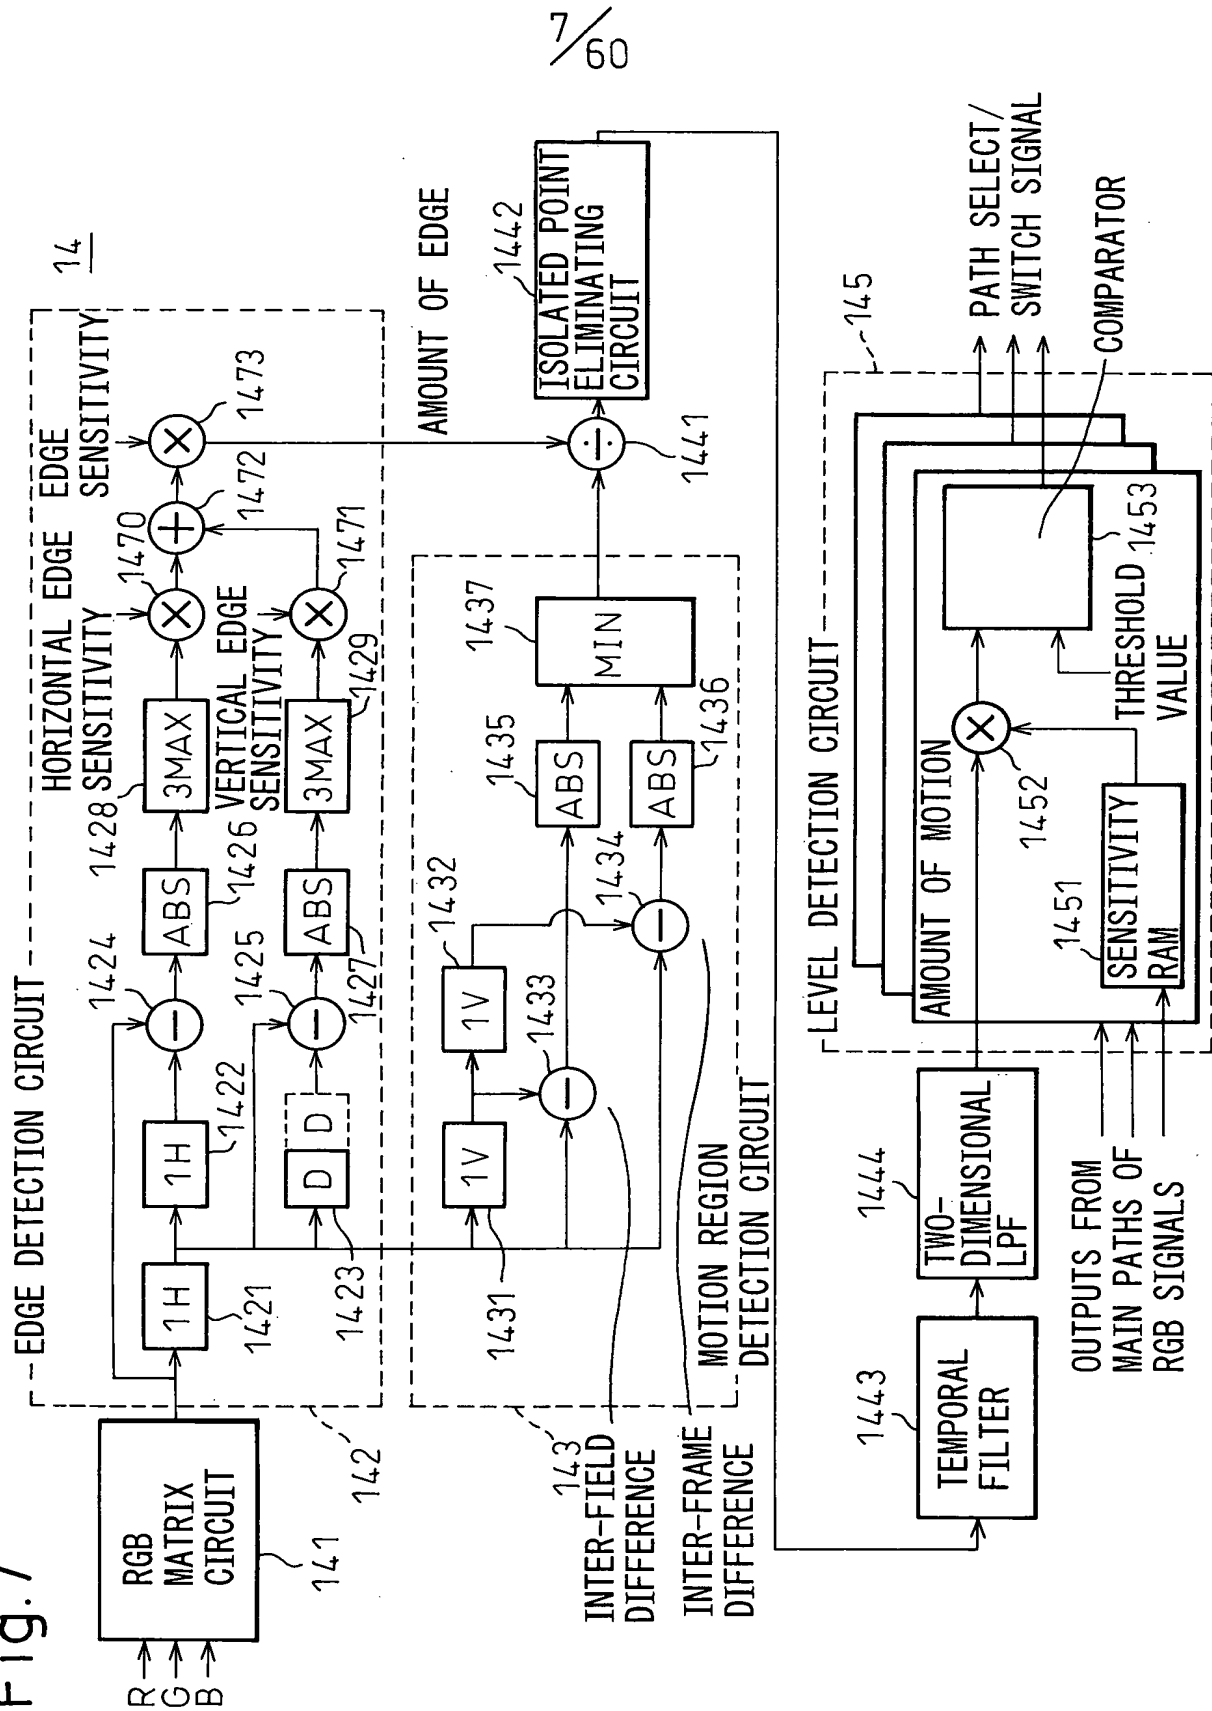 Fig. 7
7/60
14
EDGE DETECTION CIRCUIT
R
G
B
RGB
MATRIX
CIRCUIT
141
142
1H
1421
1H
1422
−
1424
ABS
1426
3MAX
1428
HORIZONTAL EDGE
SENSITIVITY
×
1470
+
1472
EDGE
SENSITIVITY
×
1473
D
D
1423
−
1425
ABS
1427
3MAX
1429
VERTICAL EDGE
SENSITIVITY
×
1471
AMOUNT OF EDGE
1V
1431
1V
1432
−
1433
−
1434
ABS
1435
ABS
1436
MIN
1437
MOTION REGION
DETECTION CIRCUIT
143
INTER-FIELD
DIFFERENCE
INTER-FRAME
DIFFERENCE
÷
1441
1442
ISOLATED POINT
ELIMINATING
CIRCUIT
1443
TEMPORAL
FILTER
1444
TWO-
DIMENSIONAL
LPF
LEVEL DETECTION CIRCUIT
145
AMOUNT OF MOTION
×
1452
1451
SENSITIVITY
RAM
THRESHOLD
VALUE
1453
COMPARATOR
PATH SELECT/
SWITCH SIGNAL
OUTPUTS FROM
MAIN PATHS OF
RGB SIGNALS